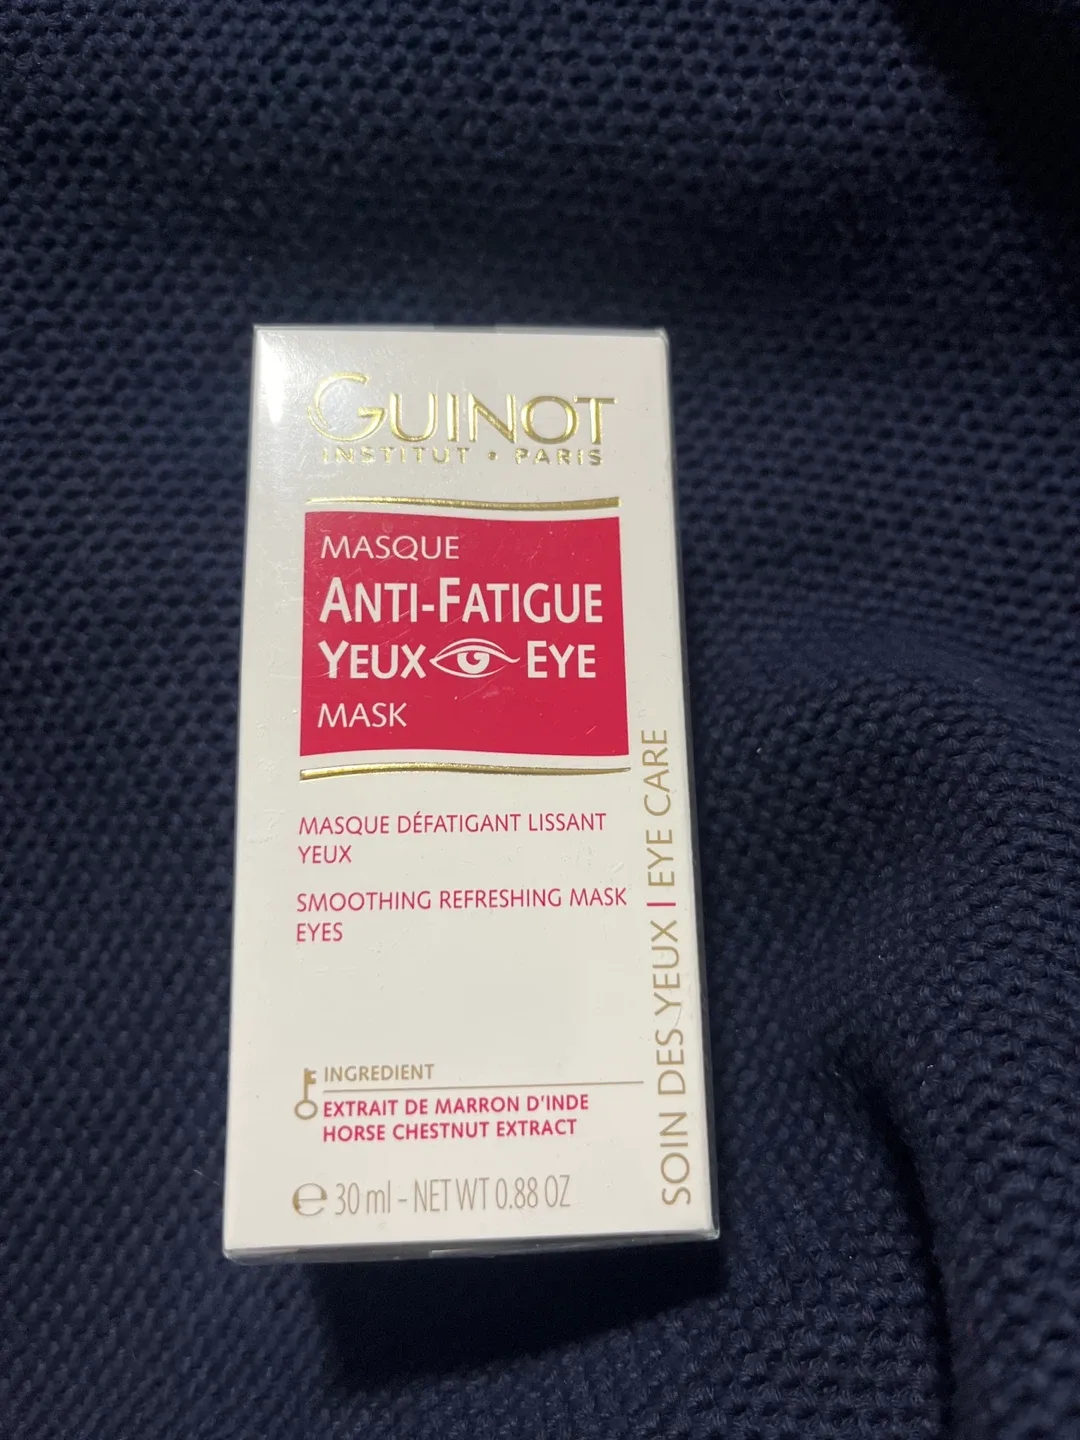 GUINOT
INSTITUT • PARIS
MASQUE
ANTI-FATIGUE
YEUX EYE
MASK
MASQUE DÉFATIGANT LISSANT
YEUX
SMOOTHING REFRESHING MASK
EYES
INGREDIENT
EXTRAIT DE MARRON D'INDE
HORSE CHESTNUT EXTRACT
℮ 30 ml - NET WT 0.88 OZ
SOIN DES YEUX | EYE CARE